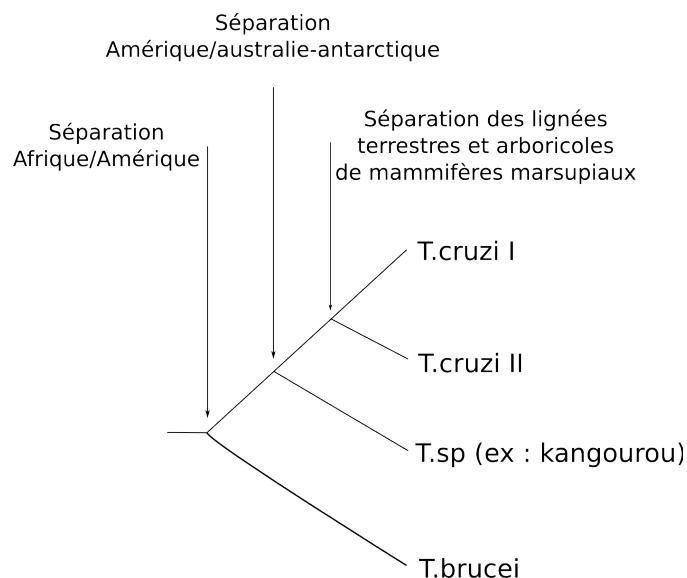 Séparation
Amérique/australie-antarctique
Séparation
Afrique/Amérique
Séparation des lignées
terrestres et arboricoles
de mammifères marsupiaux
T.cruzi I
T.cruzi II
T.sp (ex : kangourou)
T.brucei